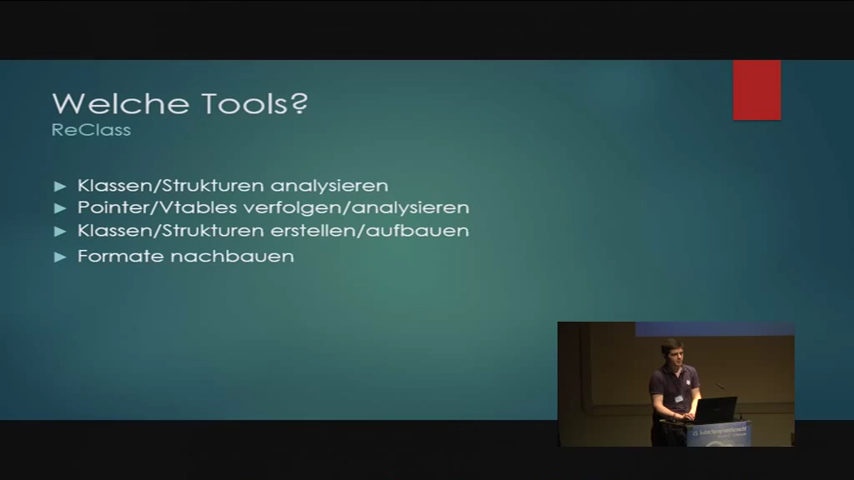 Welche Tools?
ReClass
Klassen/Strukturen analysieren
Pointer/Vtables verfolgen/analysieren
Klassen/Strukturen erstellen/aufbauen
Formate nachbauen